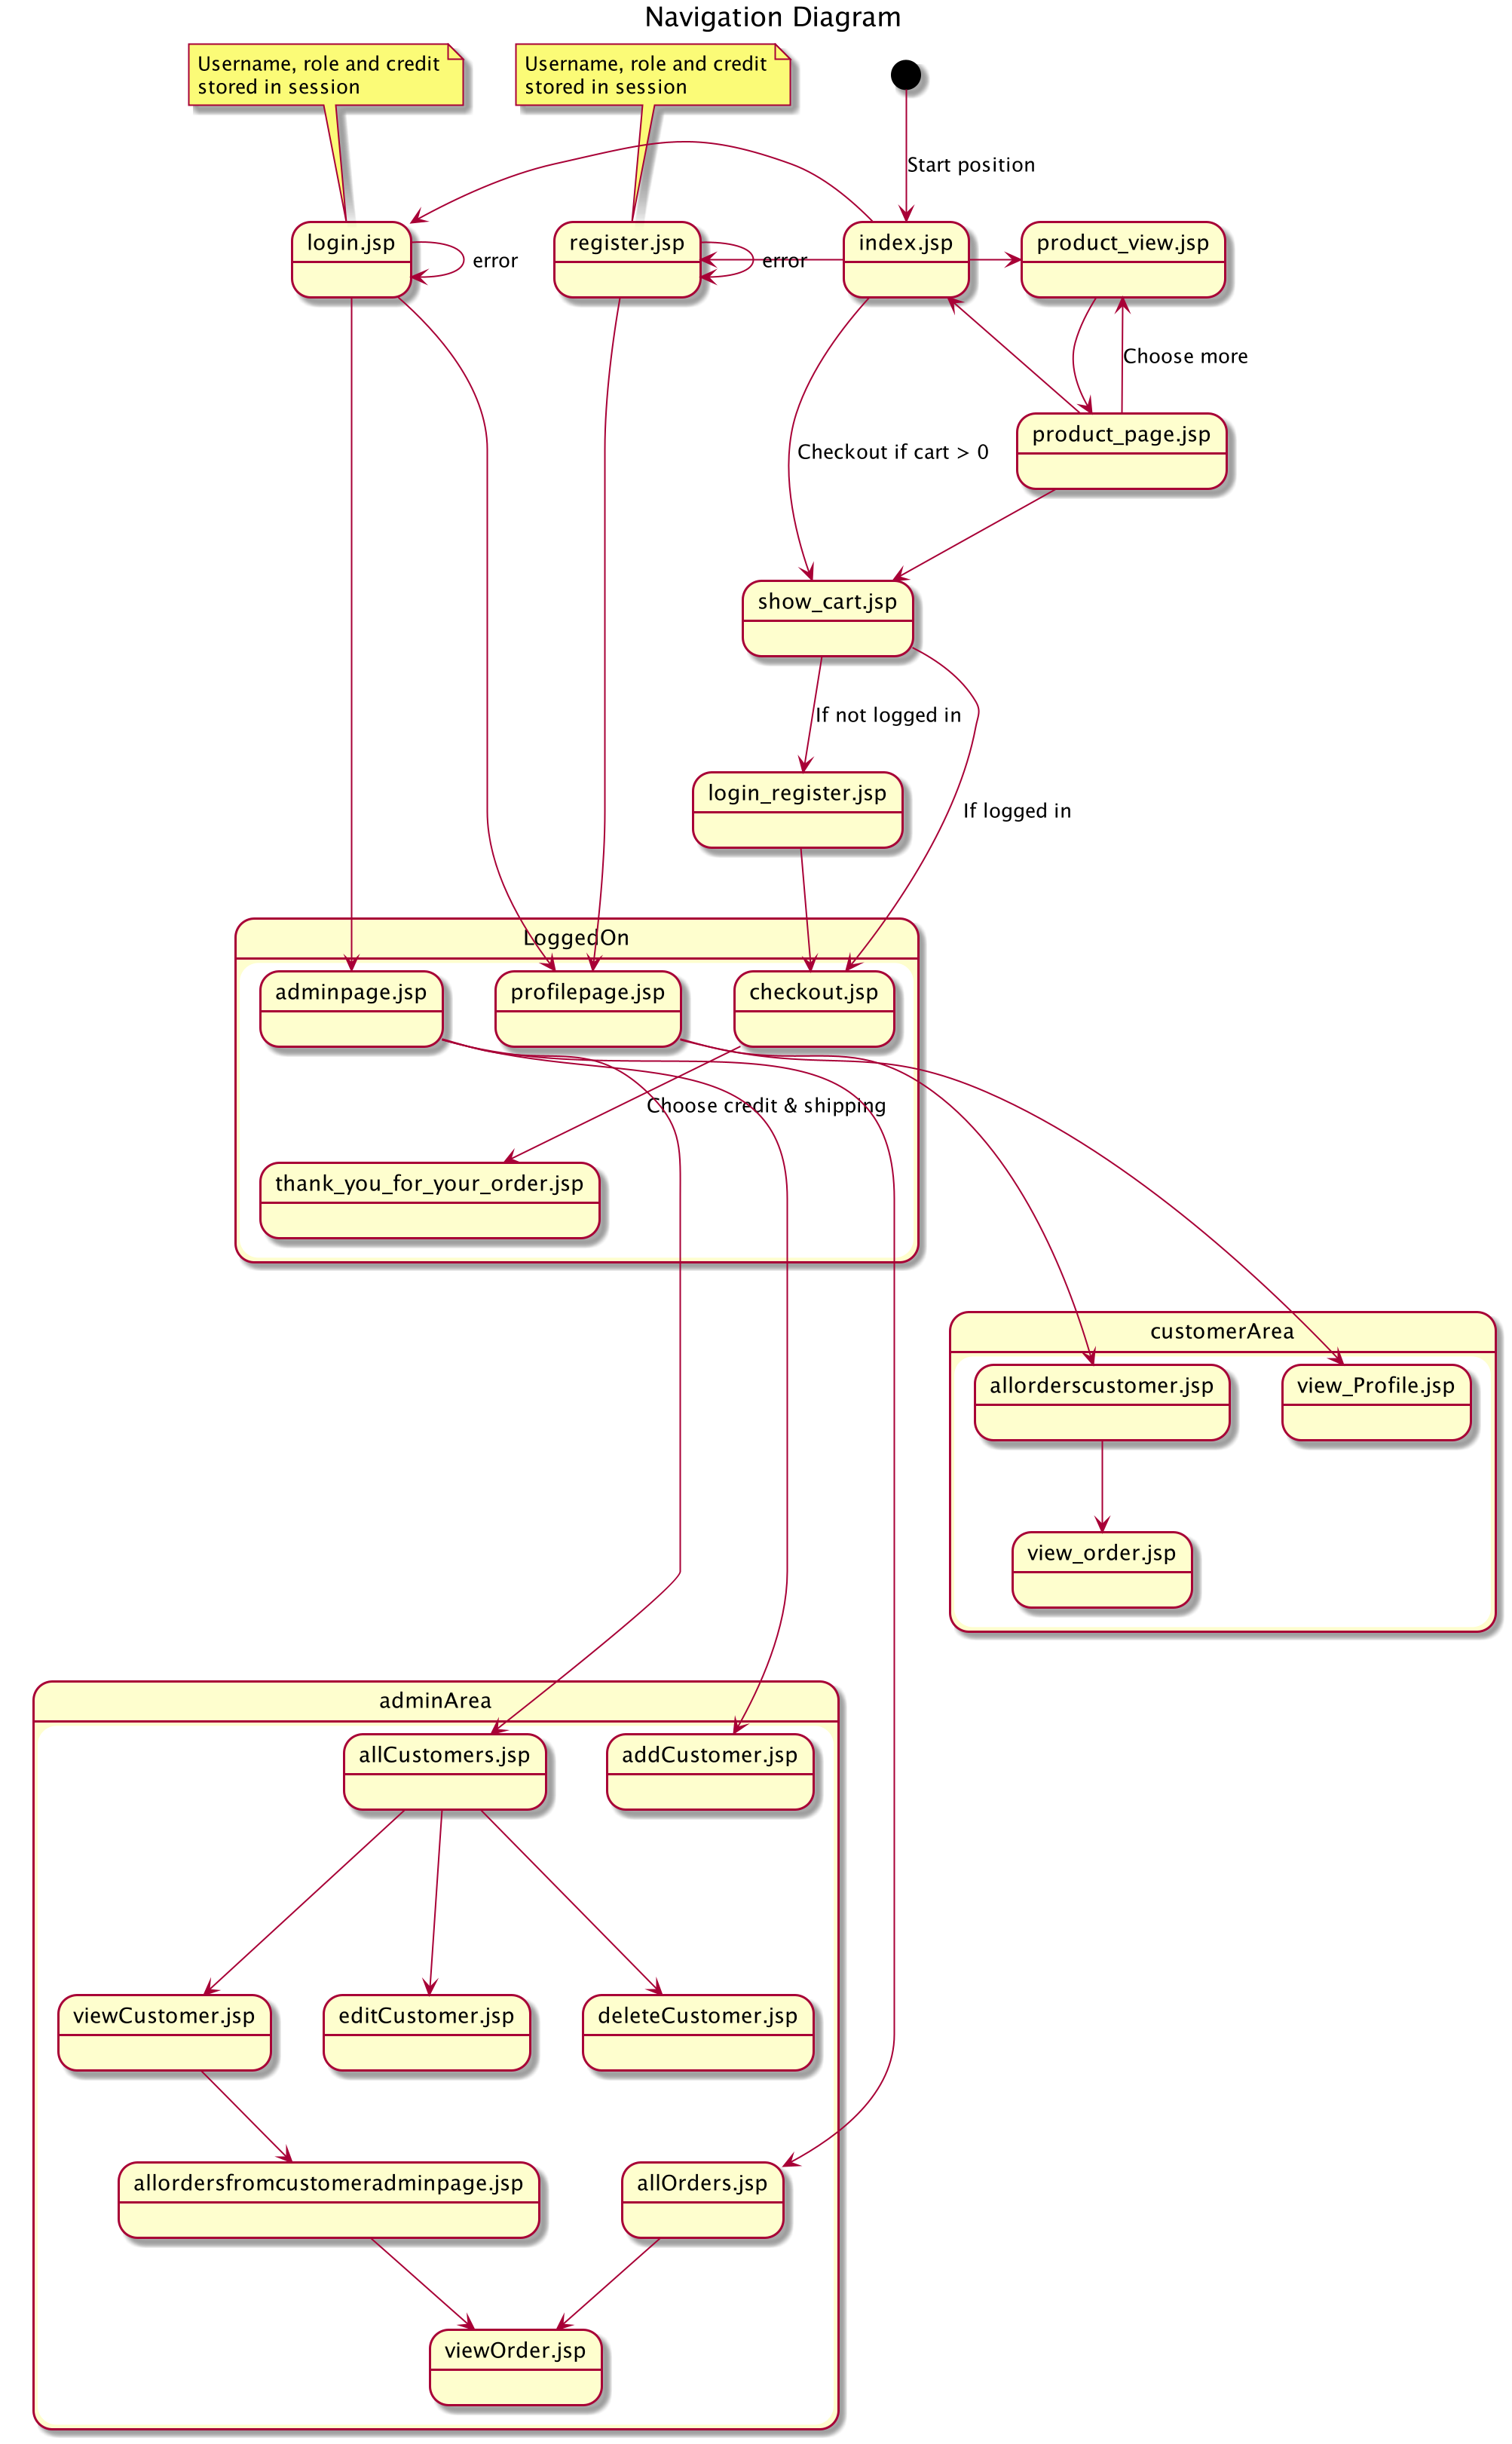 Navigation Diagram
Username, role and credit
stored in session
Username, role and credit
stored in session
Start position
login.jsp
error
register.jsp
error
index.jsp
product_view.jsp
Choose more
product_page.jsp
Checkout if cart > 0
show_cart.jsp
If not logged in
login_register.jsp
If logged in
LoggedOn
adminpage.jsp
profilepage.jsp
checkout.jsp
Choose credit & shipping
thank_you_for_your_order.jsp
customerArea
allorderscustomer.jsp
view_Profile.jsp
view_order.jsp
adminArea
allCustomers.jsp
addCustomer.jsp
viewCustomer.jsp
editCustomer.jsp
deleteCustomer.jsp
allordersfromcustomeradminpage.jsp
allOrders.jsp
viewOrder.jsp